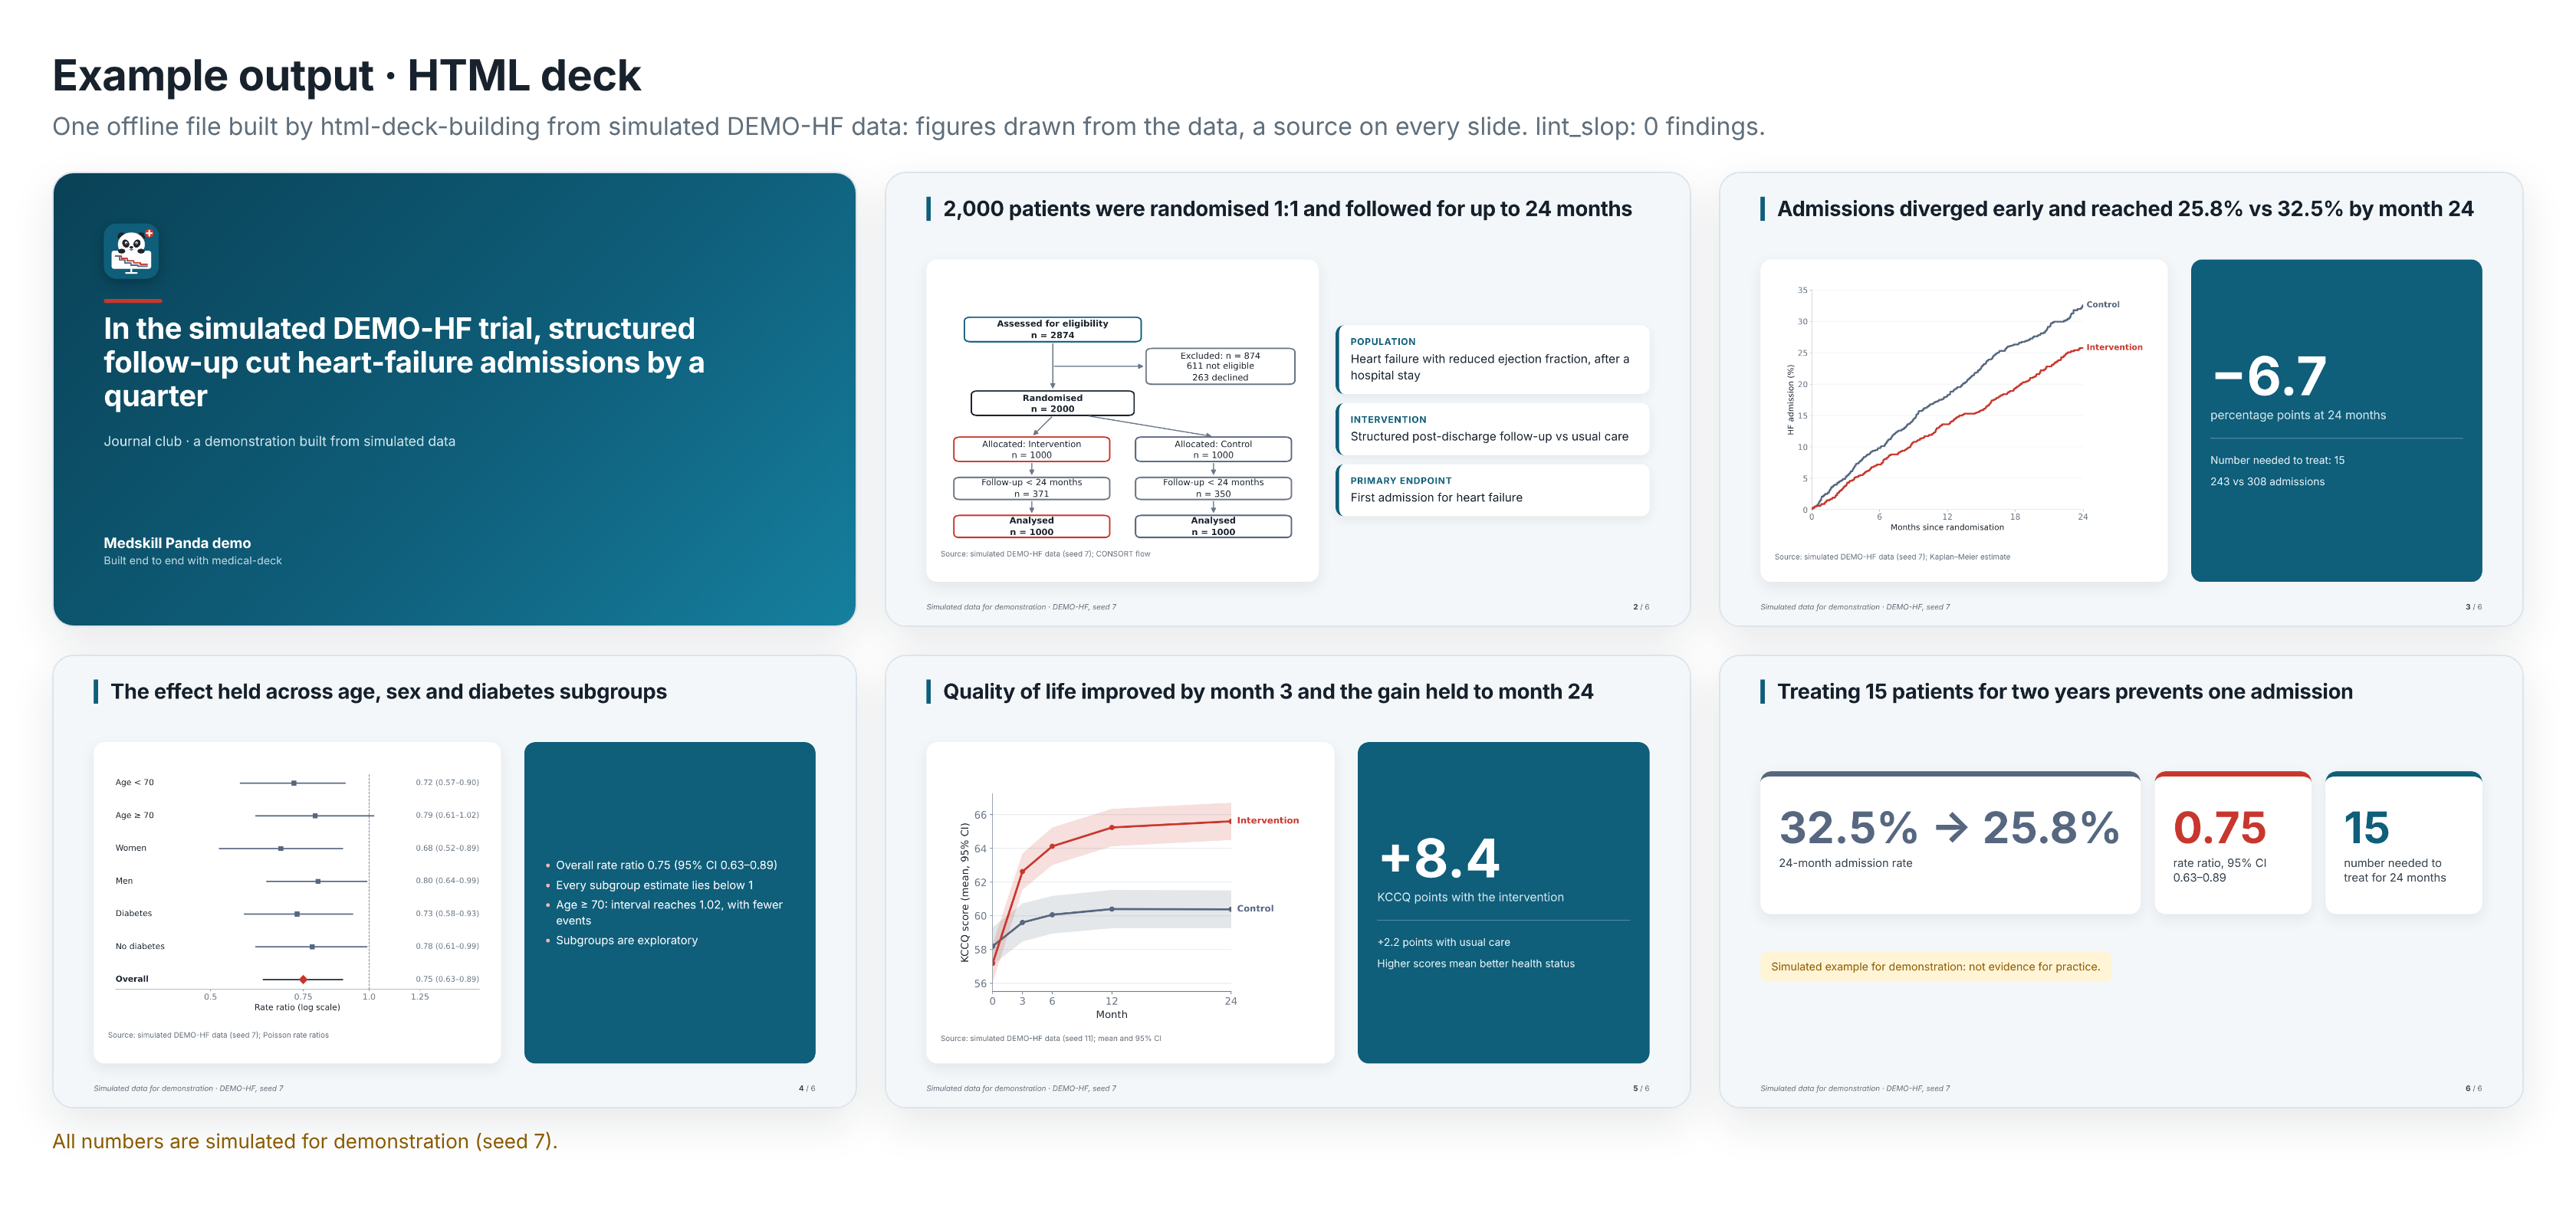 Example output · HTML deck
One offline file built by html-deck-building from simulated DEMO-HF data: figures drawn from the data, a source on every slide. lint_slop: 0 findings.
In the simulated DEMO-HF trial, structured
follow-up cut heart-failure admissions by a
quarter
Journal club · a demonstration built from simulated data
Medskill Panda demo
Built end to end with medical-deck
2,000 patients were randomised 1:1 and followed for up to 24 months
Assessed for eligibility
n = 2874
Excluded: n = 874
611 not eligible
263 declined
Randomised
n = 2000
Allocated: Intervention
n = 1000
Allocated: Control
n = 1000
Follow-up < 24 months
n = 371
Follow-up < 24 months
n = 350
Analysed
n = 1000
Analysed
n = 1000
Source: simulated DEMO-HF data (seed 7); CONSORT flow
POPULATION
Heart failure with reduced ejection fraction, after a
hospital stay
INTERVENTION
Structured post-discharge follow-up vs usual care
PRIMARY ENDPOINT
First admission for heart failure
Simulated data for demonstration · DEMO-HF, seed 7
2 / 6
Admissions diverged early and reached 25.8% vs 32.5% by month 24
HF admission (%)
35
30
25
20
15
10
5
0
0 6 12 18 24
Months since randomisation
Control
Intervention
Source: simulated DEMO-HF data (seed 7); Kaplan–Meier estimate
−6.7
percentage points at 24 months
Number needed to treat: 15
243 vs 308 admissions
Simulated data for demonstration · DEMO-HF, seed 7
3 / 6
The effect held across age, sex and diabetes subgroups
Age < 70 0.72 (0.57–0.90)
Age ≥ 70 0.79 (0.61–1.02)
Women 0.68 (0.52–0.89)
Men 0.80 (0.64–0.99)
Diabetes 0.73 (0.58–0.93)
No diabetes 0.78 (0.61–0.99)
Overall 0.75 (0.63–0.89)
0.5 0.75 1.0 1.25
Rate ratio (log scale)
Source: simulated DEMO-HF data (seed 7); Poisson rate ratios
• Overall rate ratio 0.75 (95% CI 0.63–0.89)
• Every subgroup estimate lies below 1
• Age ≥ 70: interval reaches 1.02, with fewer
events
• Subgroups are exploratory
Simulated data for demonstration · DEMO-HF, seed 7
4 / 6
Quality of life improved by month 3 and the gain held to month 24
KCCQ score (mean, 95% CI)
66
64
62
60
58
56
0 3 6 12 24
Month
Intervention
Control
Source: simulated DEMO-HF data (seed 11); mean and 95% CI
+8.4
KCCQ points with the intervention
+2.2 points with usual care
Higher scores mean better health status
Simulated data for demonstration · DEMO-HF, seed 7
5 / 6
Treating 15 patients for two years prevents one admission
32.5% → 25.8%
24-month admission rate
0.75
rate ratio, 95% CI
0.63–0.89
15
number needed to
treat for 24 months
Simulated example for demonstration: not evidence for practice.
Simulated data for demonstration · DEMO-HF, seed 7
6 / 6
All numbers are simulated for demonstration (seed 7).